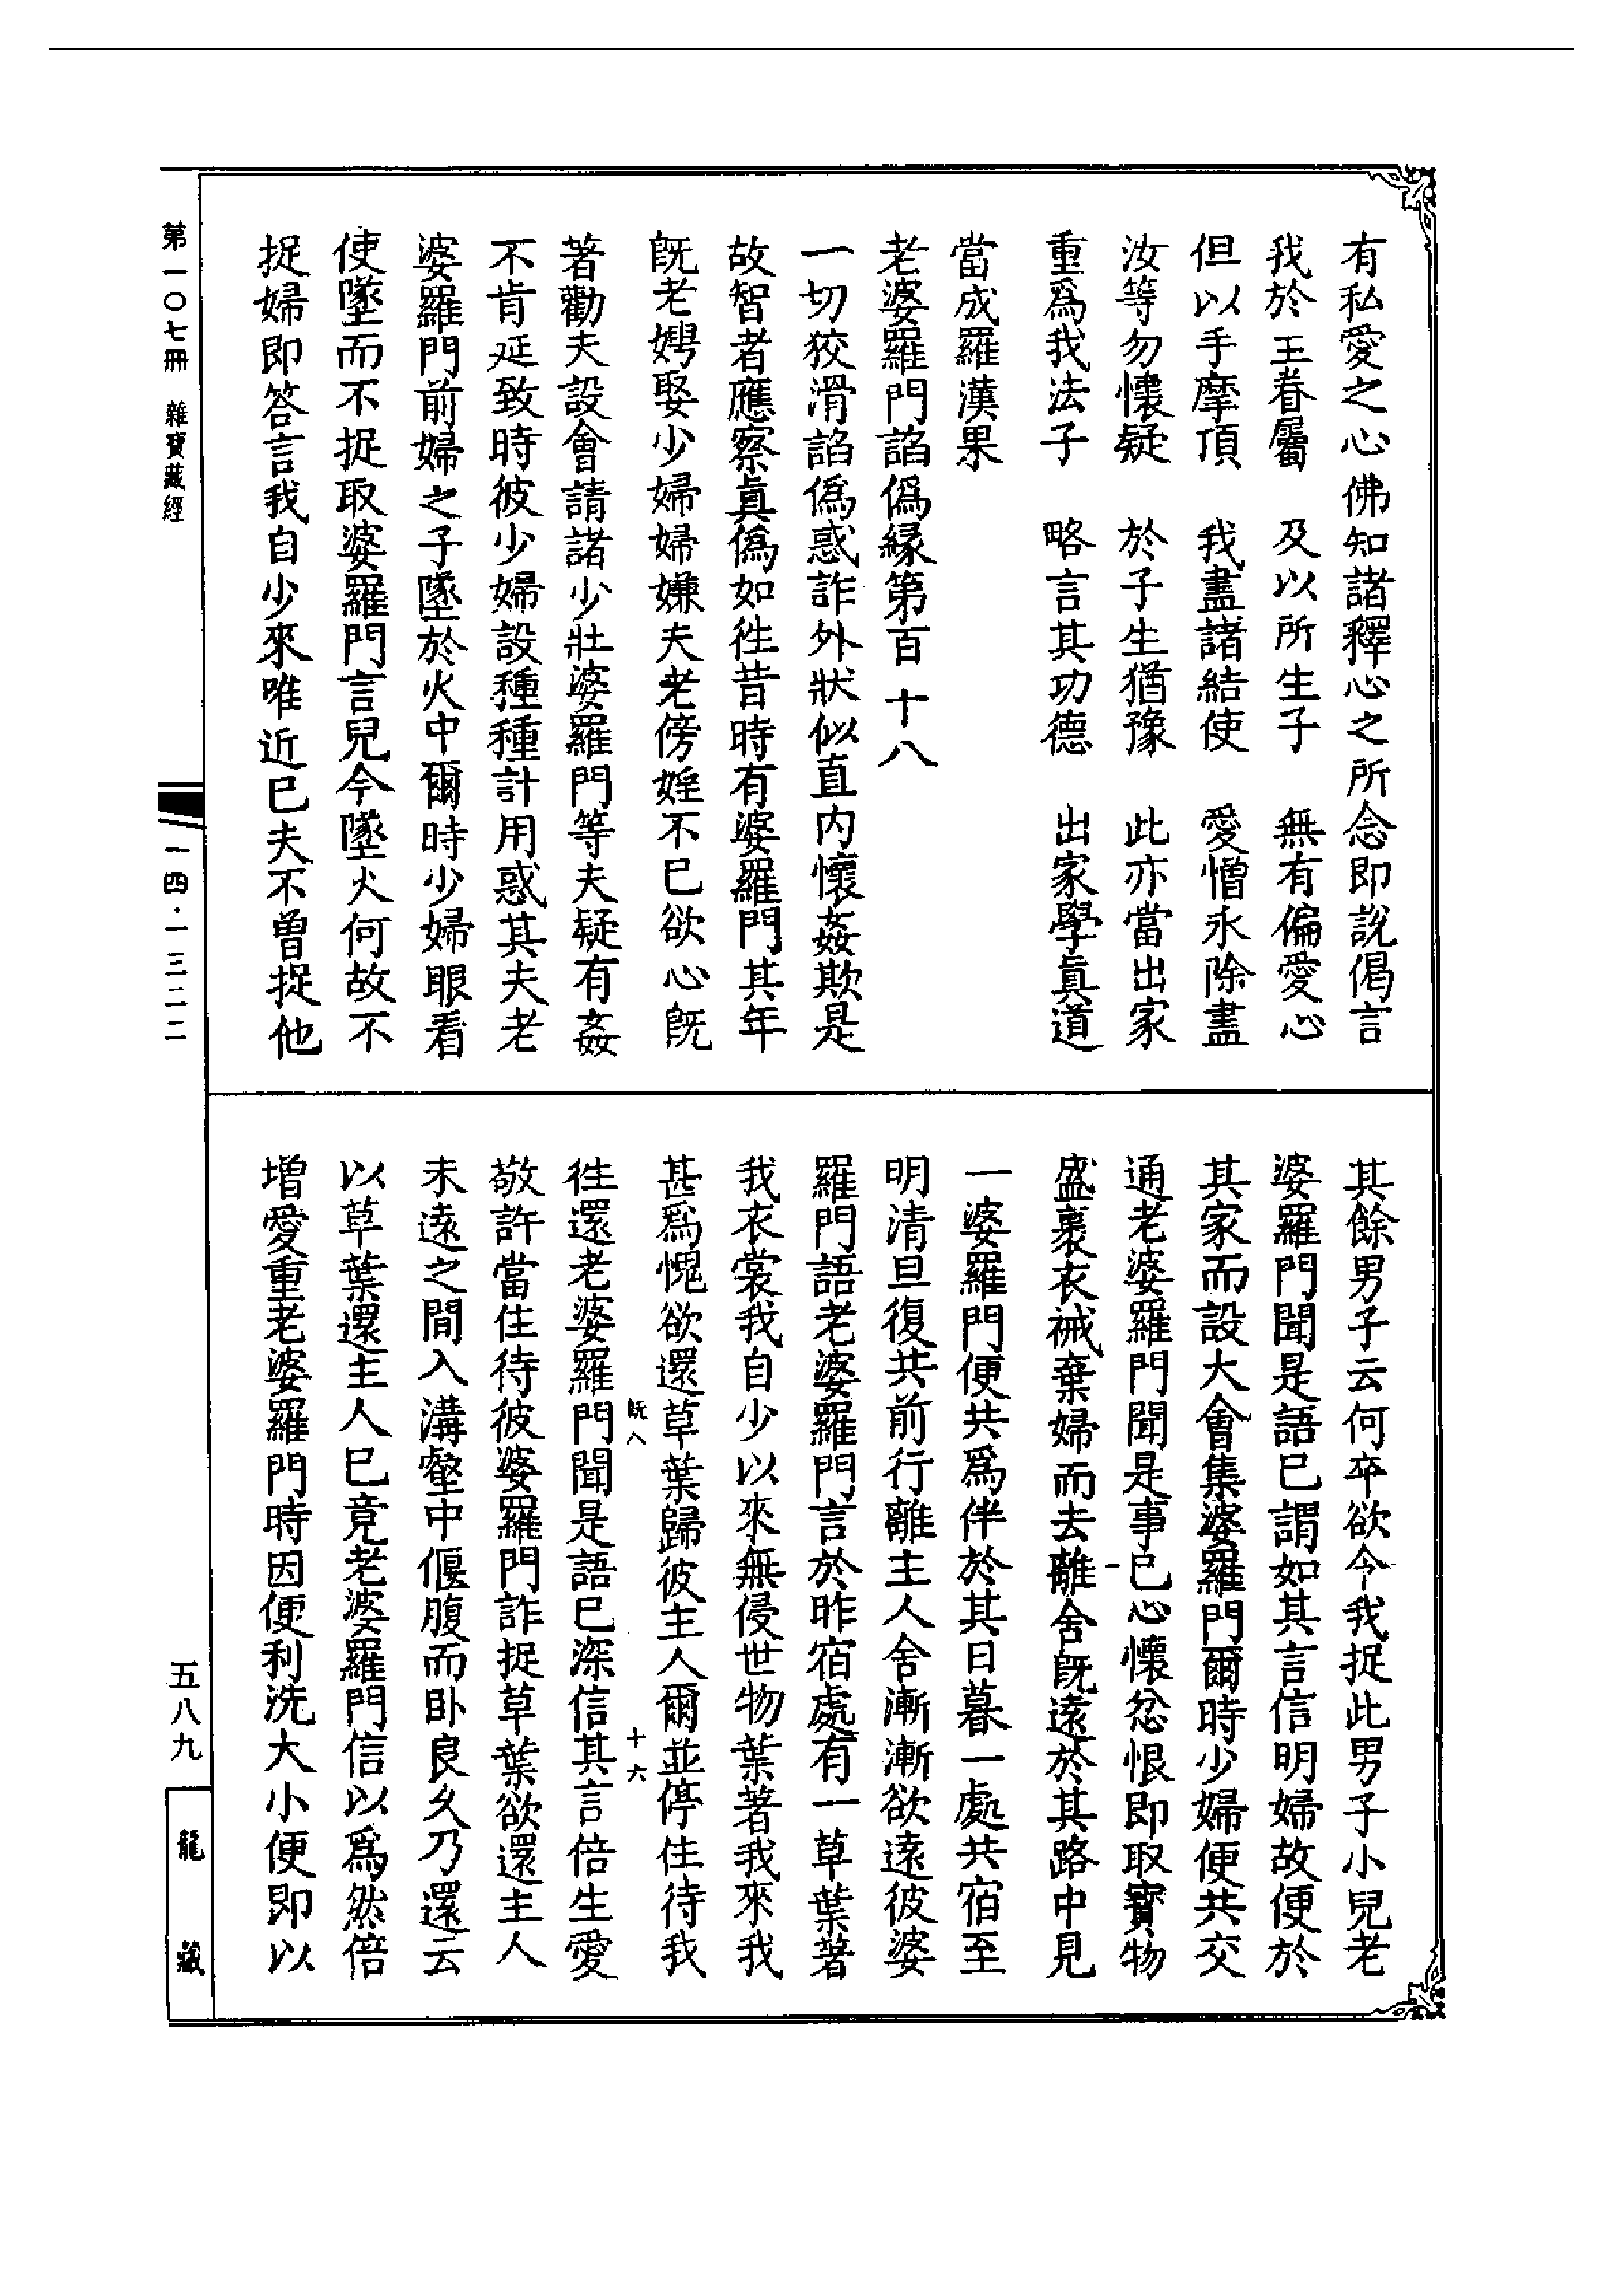 有私愛之心佛知諸釋心之所念即說偈言
我於王眷屬　及以所生子　無有偏愛心
但以手摩頂　我盡諸結使　愛憎永除盡
汝等勿懷疑　於子生猶豫　此亦當出家
重爲我法子　略言其功德　出家學真道
當成羅漢果
老婆羅門諂僞緣第百十八
一切狡滑諂僞惑詐外狀似直内懷姦欺是
故智者應察真僞如徃昔時有婆羅門其年
旣老娉娶少婦婦嫌夫老傍婬不已欲心旣
著勸夫設會請諸少壯婆羅門等夫疑有姦
不肯延致時彼少婦設種種計用惑其夫老
婆羅門前婦之子墜於火中爾時少婦眼看
使墜而不捉取婆羅門言兒今墜火何故不
捉婦即答言我自少來唯近已夫不曾捉他
其餘男子云何卒欲令我捉此男子小兒老
婆羅門聞是語已謂如其言信明婦故便於
其家而設大會集婆羅門爾時少婦便共交
通老婆羅門聞是事已心懷忿恨即取寶物
盛裹衣裓棄婦而去離舍旣遠於其路中見
一婆羅門便共爲伴於其日暮一處共宿至
明清旦復共前行離主人舍漸漸欲遠彼婆
羅門語老婆羅門言於昨宿處有一草葉著
我衣裳我自少以來無侵世物葉著我來我
甚爲愧欲還草葉歸彼主人爾並停住待我
旣八　十六
徃還老婆羅門聞是語已深信其言倍生愛
敬許當住待彼婆羅門詐捉草葉欲還主人
未遠之間入溝壑中偃腹而卧良久乃還云
以草葉還主人已竟老婆羅門信以爲然倍
增愛重老婆羅門時因便利洗大小便即以
第一〇七冊　雜寶藏經
一四·一三二二
五八九
龍藏